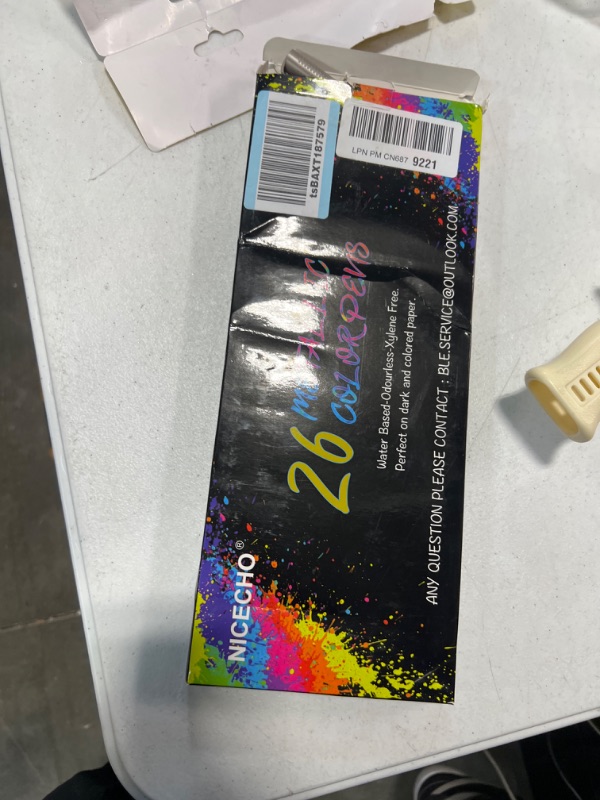 NICECHO®
26 METALLIC
COLOR PENS
Water Based-Odourless-Xylene Free.
Perfect on dark and colored paper.
ANY QUESTION PLEASE CONTACT : BLE.SERVICE@OUTLOOK.COM
tsBAXT187579
LPN PM CN687 9221